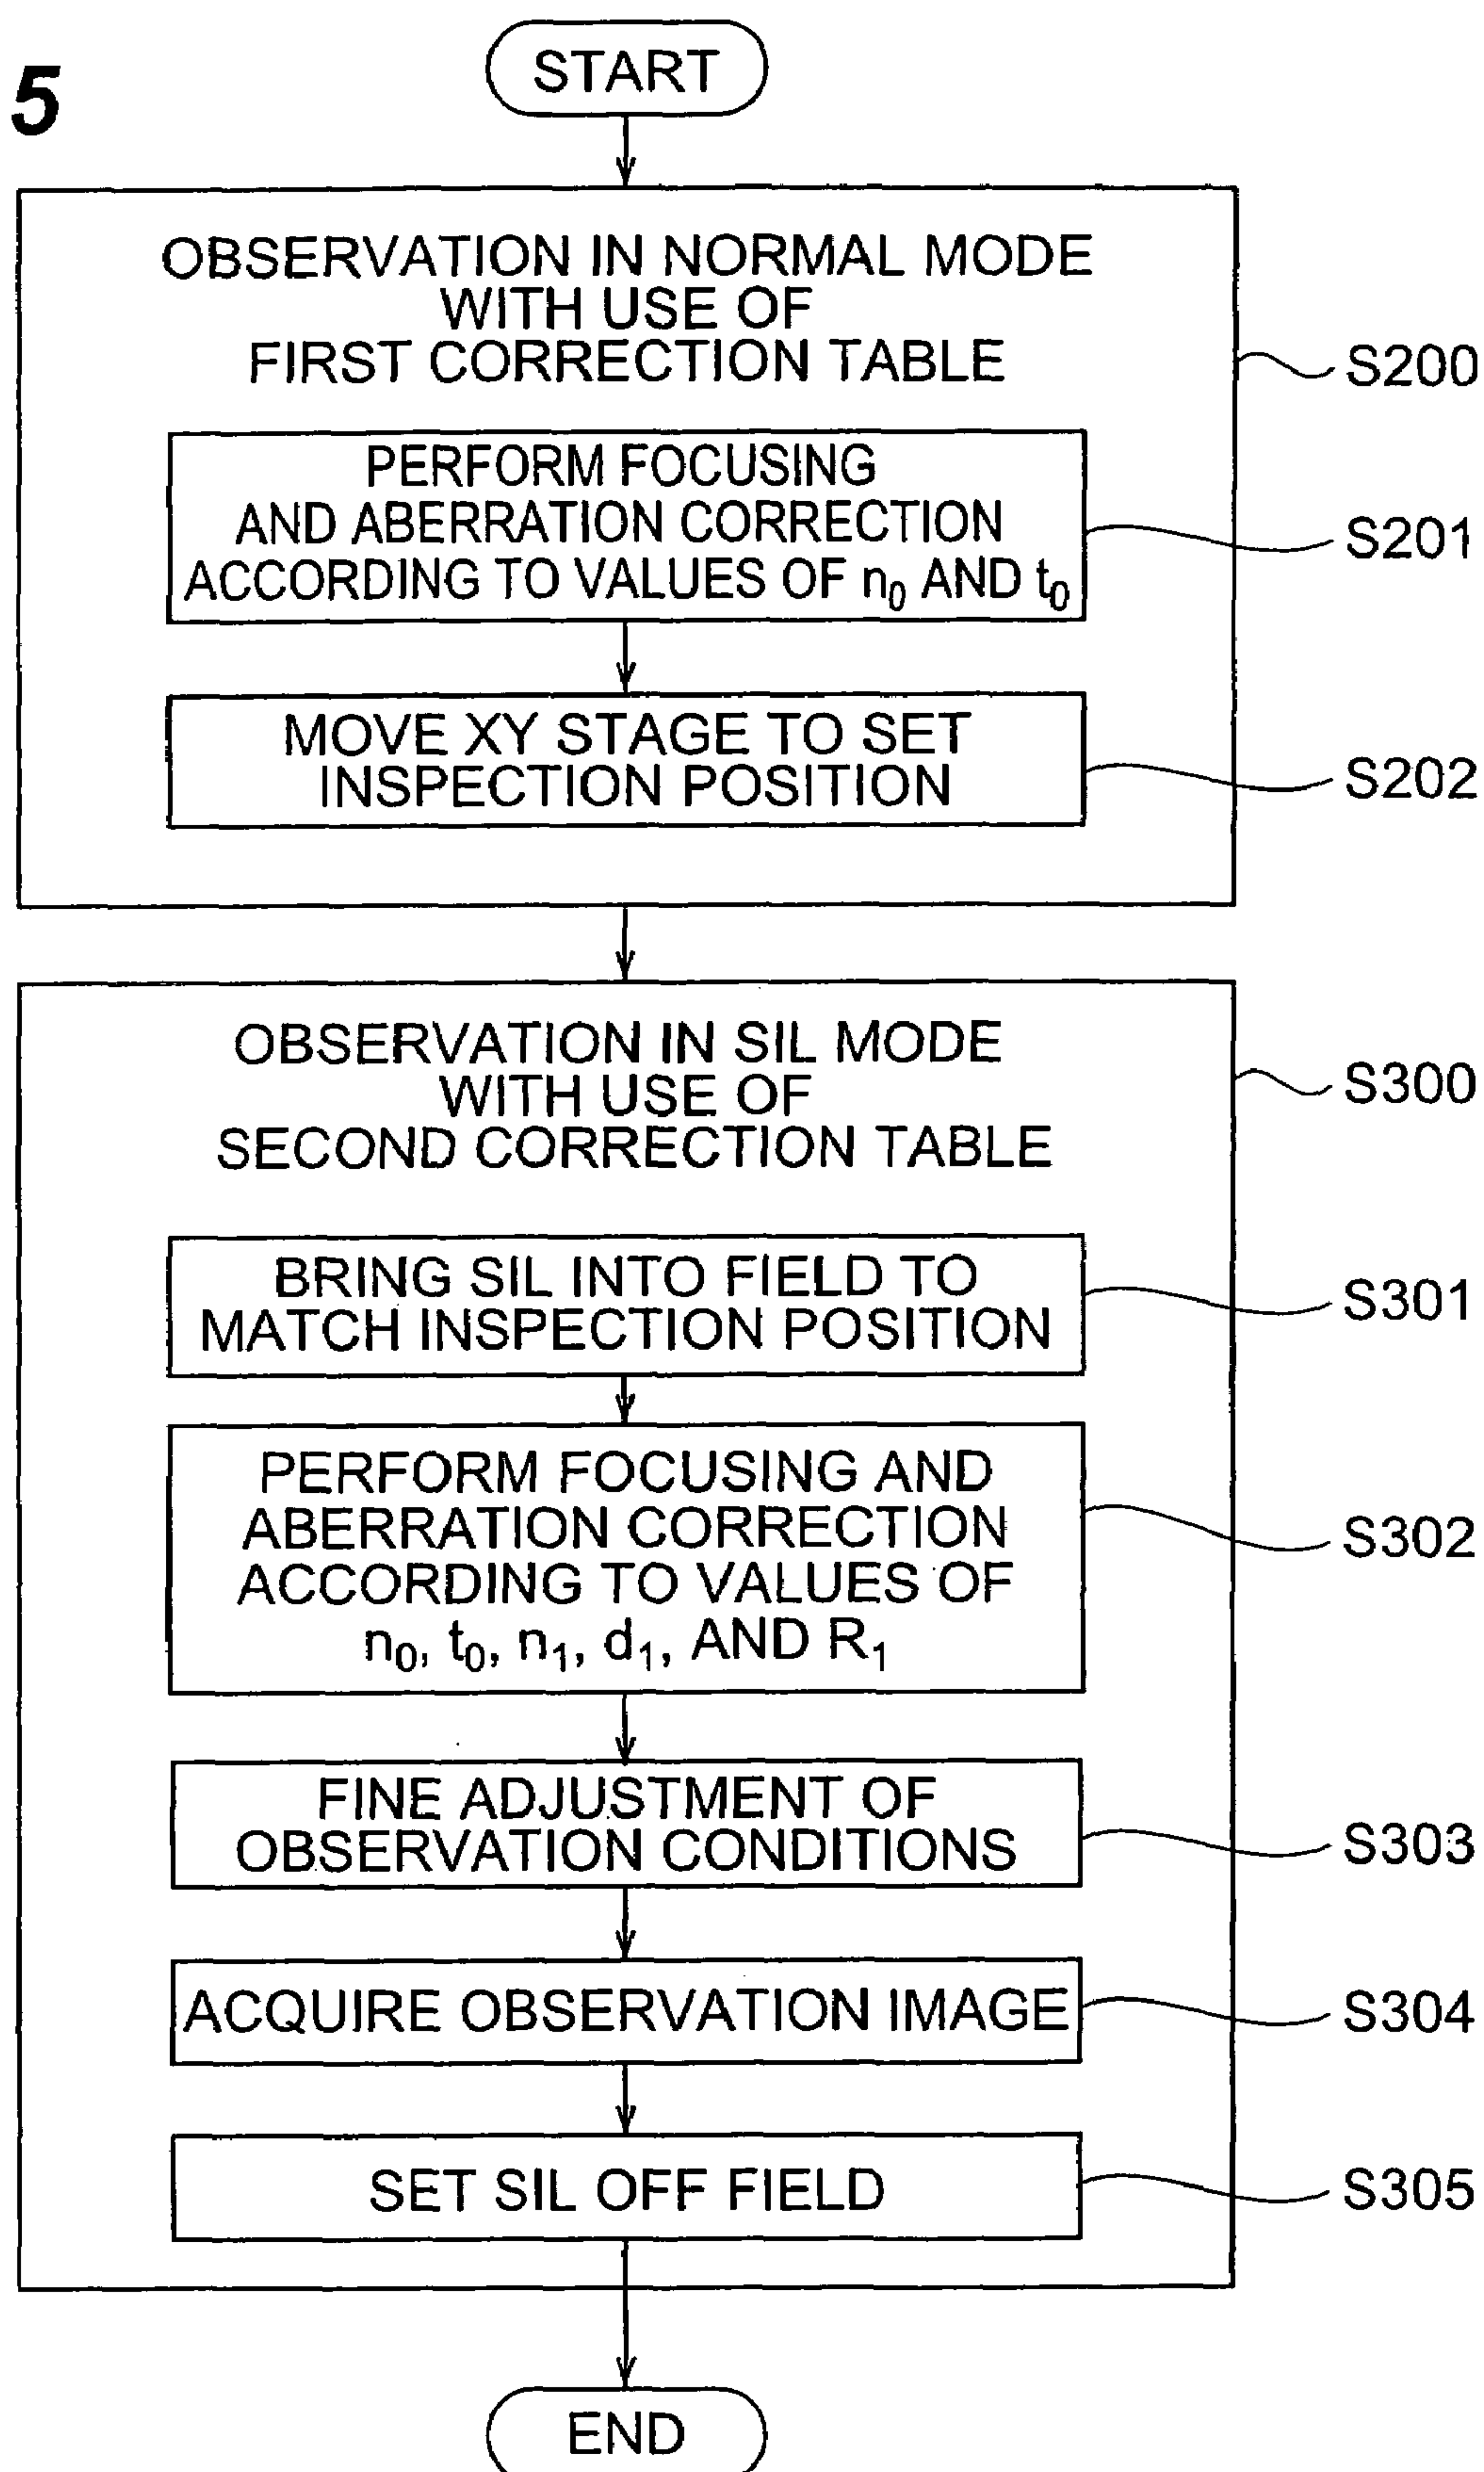 5
START
OBSERVATION IN NORMAL MODE
WITH USE OF
FIRST CORRECTION TABLE
S200
PERFORM FOCUSING
AND ABERRATION CORRECTION
ACCORDING TO VALUES OF n₀ AND t₀
S201
MOVE XY STAGE TO SET
INSPECTION POSITION
S202
OBSERVATION IN SIL MODE
WITH USE OF
SECOND CORRECTION TABLE
S300
BRING SIL INTO FIELD TO
MATCH INSPECTION POSITION
S301
PERFORM FOCUSING AND
ABERRATION CORRECTION
ACCORDING TO VALUES OF
n₀, t₀, n₁, d₁, AND R₁
S302
FINE ADJUSTMENT OF
OBSERVATION CONDITIONS
S303
ACQUIRE OBSERVATION IMAGE
S304
SET SIL OFF FIELD
S305
END